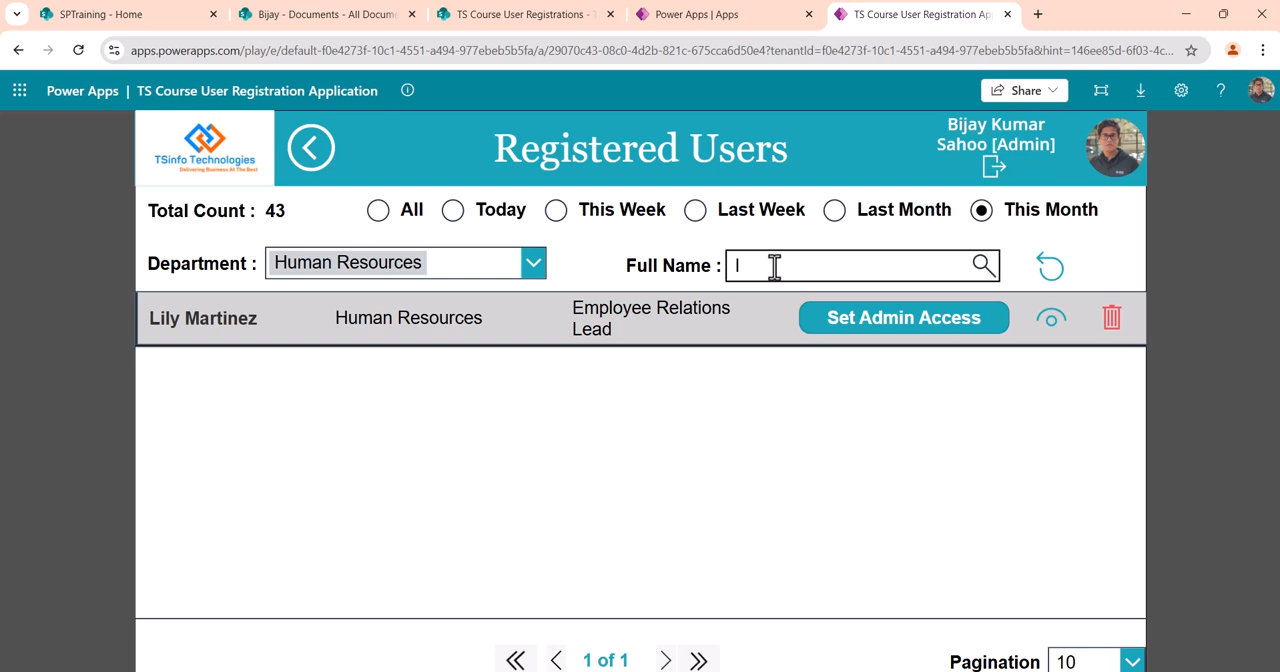 SPTraining - Home
Bijay - Documents - All Docume
TS Course User Registrations - T
Power Apps | Apps
TS Course User Registration Ap
apps.powerapps.com/play/e/default-f0e4273f-10c1-4551-a494-977ebeb5b5fa/a/29070c43-08c0-4d2b-821c-675cca6d50e4?tenantId=f0e4273f-10c1-4551-a494-977ebeb5b5fa&hint=146ee85d-6f03-4c...
Power Apps | TS Course User Registration Application
Share
TSinfo Technologies
Delivering Business At The Best
Registered Users
Bijay Kumar
Sahoo [Admin]
Total Count : 43
All
Today
This Week
Last Week
Last Month
This Month
Department :
Human Resources
Full Name :
l
Lily Martinez
Human Resources
Employee Relations
Lead
Set Admin Access
1 of 1
Pagination
10